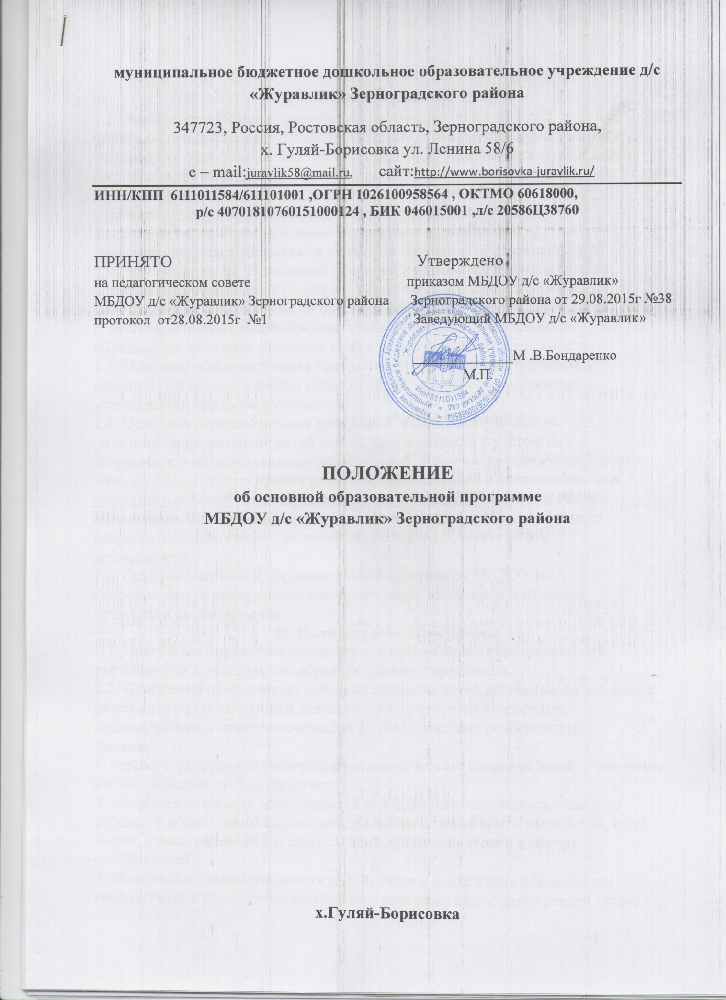 муниципальное бюджетное дошкольное образовательное учреждение д/с
«Журавлик» Зерноградского района
347723, Россия, Ростовская область, Зерноградского района,
х. Гуляй-Борисовка ул. Ленина 58/6
е – mail:juravlik58@mail.ru, сайт:http://www.borisovka-juravlik.ru/
ИНН/КПП 6111011584/611101001 ,ОГРН 1026100958564 , ОКТМО 60618000,
р/с 40701810760151000124 , БИК 046015001 ,л/с 20586Ц38760
ПРИНЯТО
на педагогическом совете
МБДОУ д/с «Журавлик» Зерноградского района
протокол от28.08.2015г №1
Утверждено
приказом МБДОУ д/с «Журавлик»
Зерноградского района от 29.08.2015г №38
Заведующий МБДОУ д/с «Журавлик»
М .В.Бондаренко
М.П.
Управление образования Администрации Зерноградского района Ростовской области * ОГРН 1026100958564 *
муниципальное бюджетное дошкольное образовательное учреждение детский сад *
"Журавлик" Зерноградского района
ИНН 6111011584
ПОЛОЖЕНИЕ
об основной образовательной программе
МБДОУ д/с «Журавлик» Зерноградского района
х.Гуляй-Борисовка